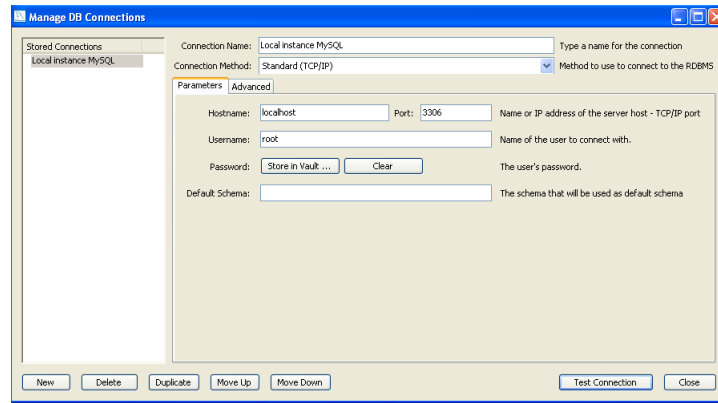 Manage DB Connections
Stored Connections
Local instance MySQL
Connection Name: Local instance MySQL Type a name for the connection
Connection Method: Standard (TCP/IP) Method to use to connect to the RDBMS
Parameters Advanced
Hostname: localhost Port: 3306 Name or IP address of the server host - TCP/IP port
Username: root Name of the user to connect with.
Password: Store in Vault ... Clear The user's password.
Default Schema: The schema that will be used as default schema
New Delete Duplicate Move Up Move Down Test Connection Close